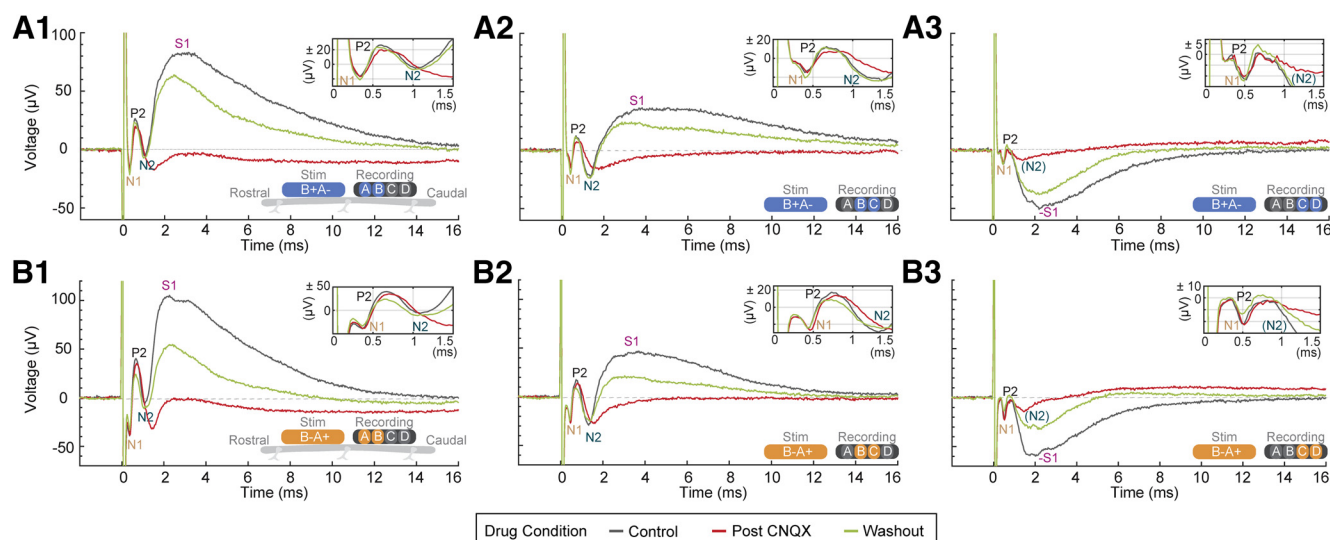 A1
100
50
0
-50
Voltage (µV)
S1
P2
N1
N2
± 20
0
(µV)
P2
N1
N2
0 0.5 1 1.5
(ms)
Stim Recording
Rostral B+A- A B C D Caudal
0 2 4 6 8 10 12 14 16
Time (ms)
A2
S1
P2
N1
N2
± 20
0
(µV)
P2
N1
N2
0 0.5 1 1.5
(ms)
Stim Recording
B+A- A B C D
0 2 4 6 8 10 12 14 16
Time (ms)
A3
P2
N1
(N2)
-S1
± 5
0
(µV)
P2
N1
(N2)
0 0.5 1 1.5
(ms)
Stim Recording
B+A- A B C D
0 2 4 6 8 10 12 14 16
Time (ms)
B1
100
50
0
-50
Voltage (µV)
S1
P2
N1
N2
± 50
0
(µV)
P2
N1
N2
0 0.5 1 1.5
(ms)
Stim Recording
Rostral B-A+ A B C D Caudal
0 2 4 6 8 10 12 14 16
Time (ms)
B2
S1
P2
N1
N2
± 20
0
(µV)
P2
N1
N2
0 0.5 1 1.5
(ms)
Stim Recording
B-A+ A B C D
0 2 4 6 8 10 12 14 16
Time (ms)
B3
P2
N1
(N2)
-S1
± 10
0
(µV)
P2
N1
(N2)
0 0.5 1 1.5
(ms)
Stim Recording
B-A+ A B C D
0 2 4 6 8 10 12 14 16
Time (ms)
Drug Condition Control Post CNQX Washout